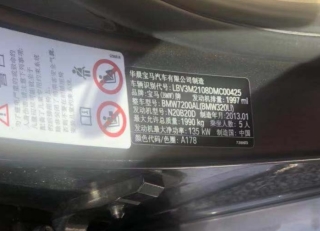 华晨宝马汽车有限公司制造
车辆识别代号: LBV3M2108DMC00425
品牌: 宝马(BMW)牌 发动机排量: 1997 ml
整车型号: BMW7200AL(BMW320Li)
发动机型号: N20B20D 制造年月: 2013.01
最大允许总质量: 1990 kg 乘坐人数: 5 人
发动机最大净功率: 135 kW 制造国: 中国
颜色代码/色醒: A178